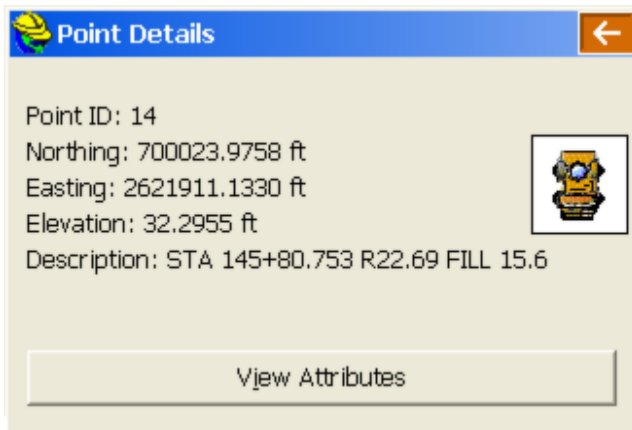 Point Details
Point ID: 14
Northing: 700023.9758 ft
Easting: 2621911.1330 ft
Elevation: 32.2955 ft
Description: STA 145+80.753 R22.69 FILL 15.6
View Attributes